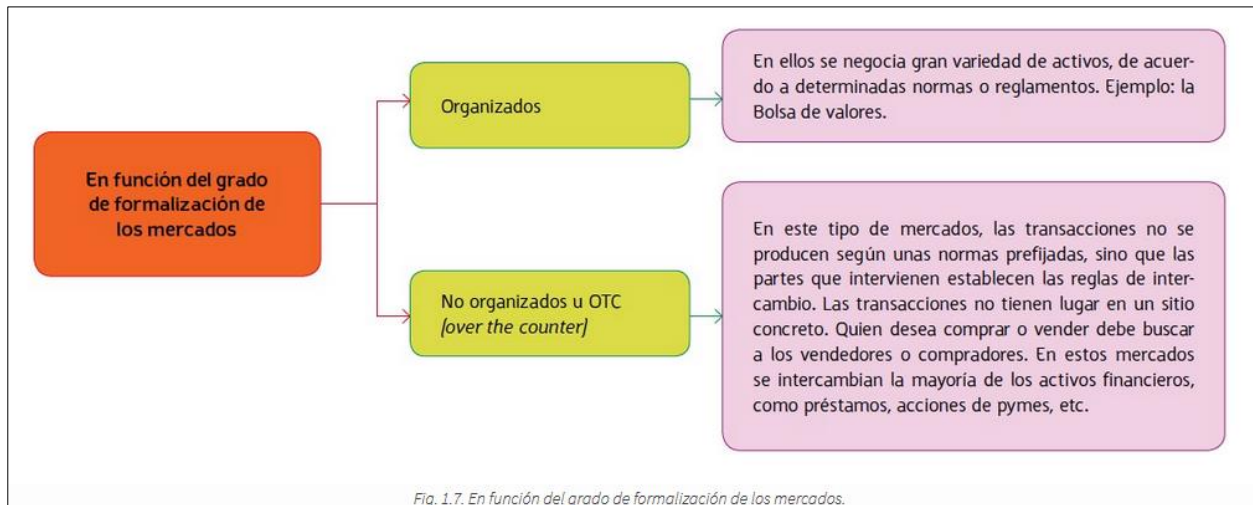 En función del grado
de formalización de
los mercados
Organizados
En ellos se negocia gran variedad de activos, de acuer-
do a determinadas normas o reglamentos. Ejemplo: la
Bolsa de valores.
No organizados u OTC
(over the counter)
En este tipo de mercados, las transacciones no se
producen según unas normas prefijadas, sino que las
partes que intervienen establecen las reglas de inter-
cambio. Las transacciones no tienen lugar en un sitio
concreto. Quien desea comprar o vender debe buscar
a los vendedores o compradores. En estos mercados
se intercambian la mayoría de los activos financieros,
como préstamos, acciones de pymes, etc.
Fig. 1.7. En función del grado de formalización de los mercados.